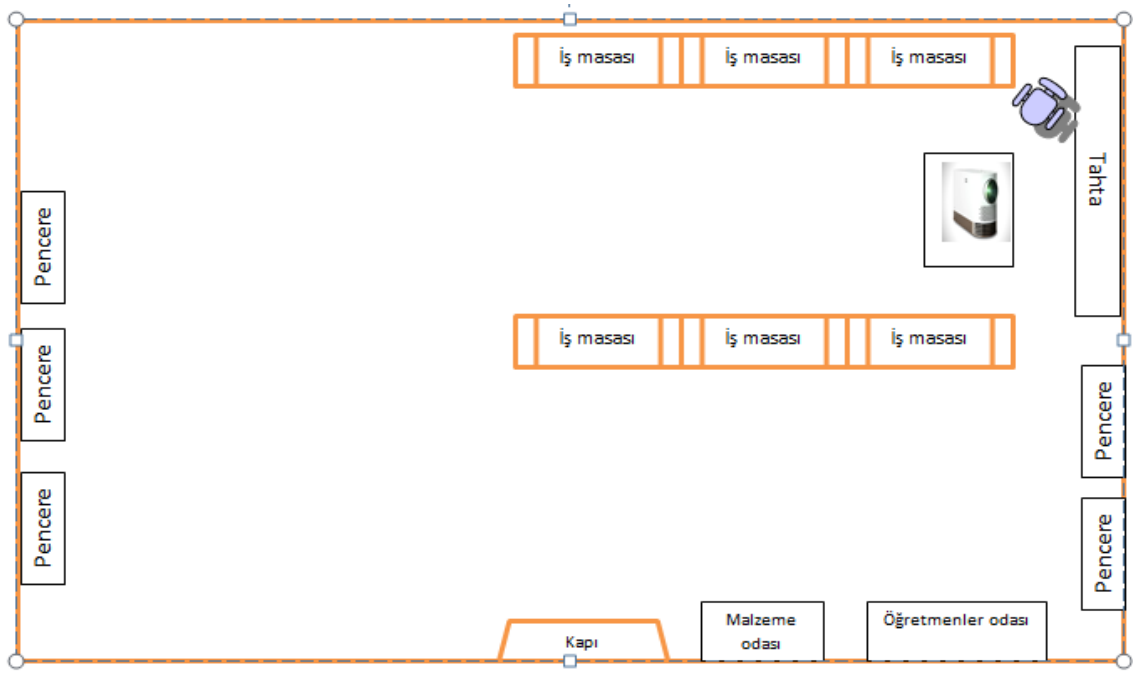 İş masası
İş masası
İş masası
Tahta
Pencere
İş masası
İş masası
İş masası
Pencere
Pencere
Pencere
Pencere
Kapı
Malzeme
odası
Öğretmenler odası